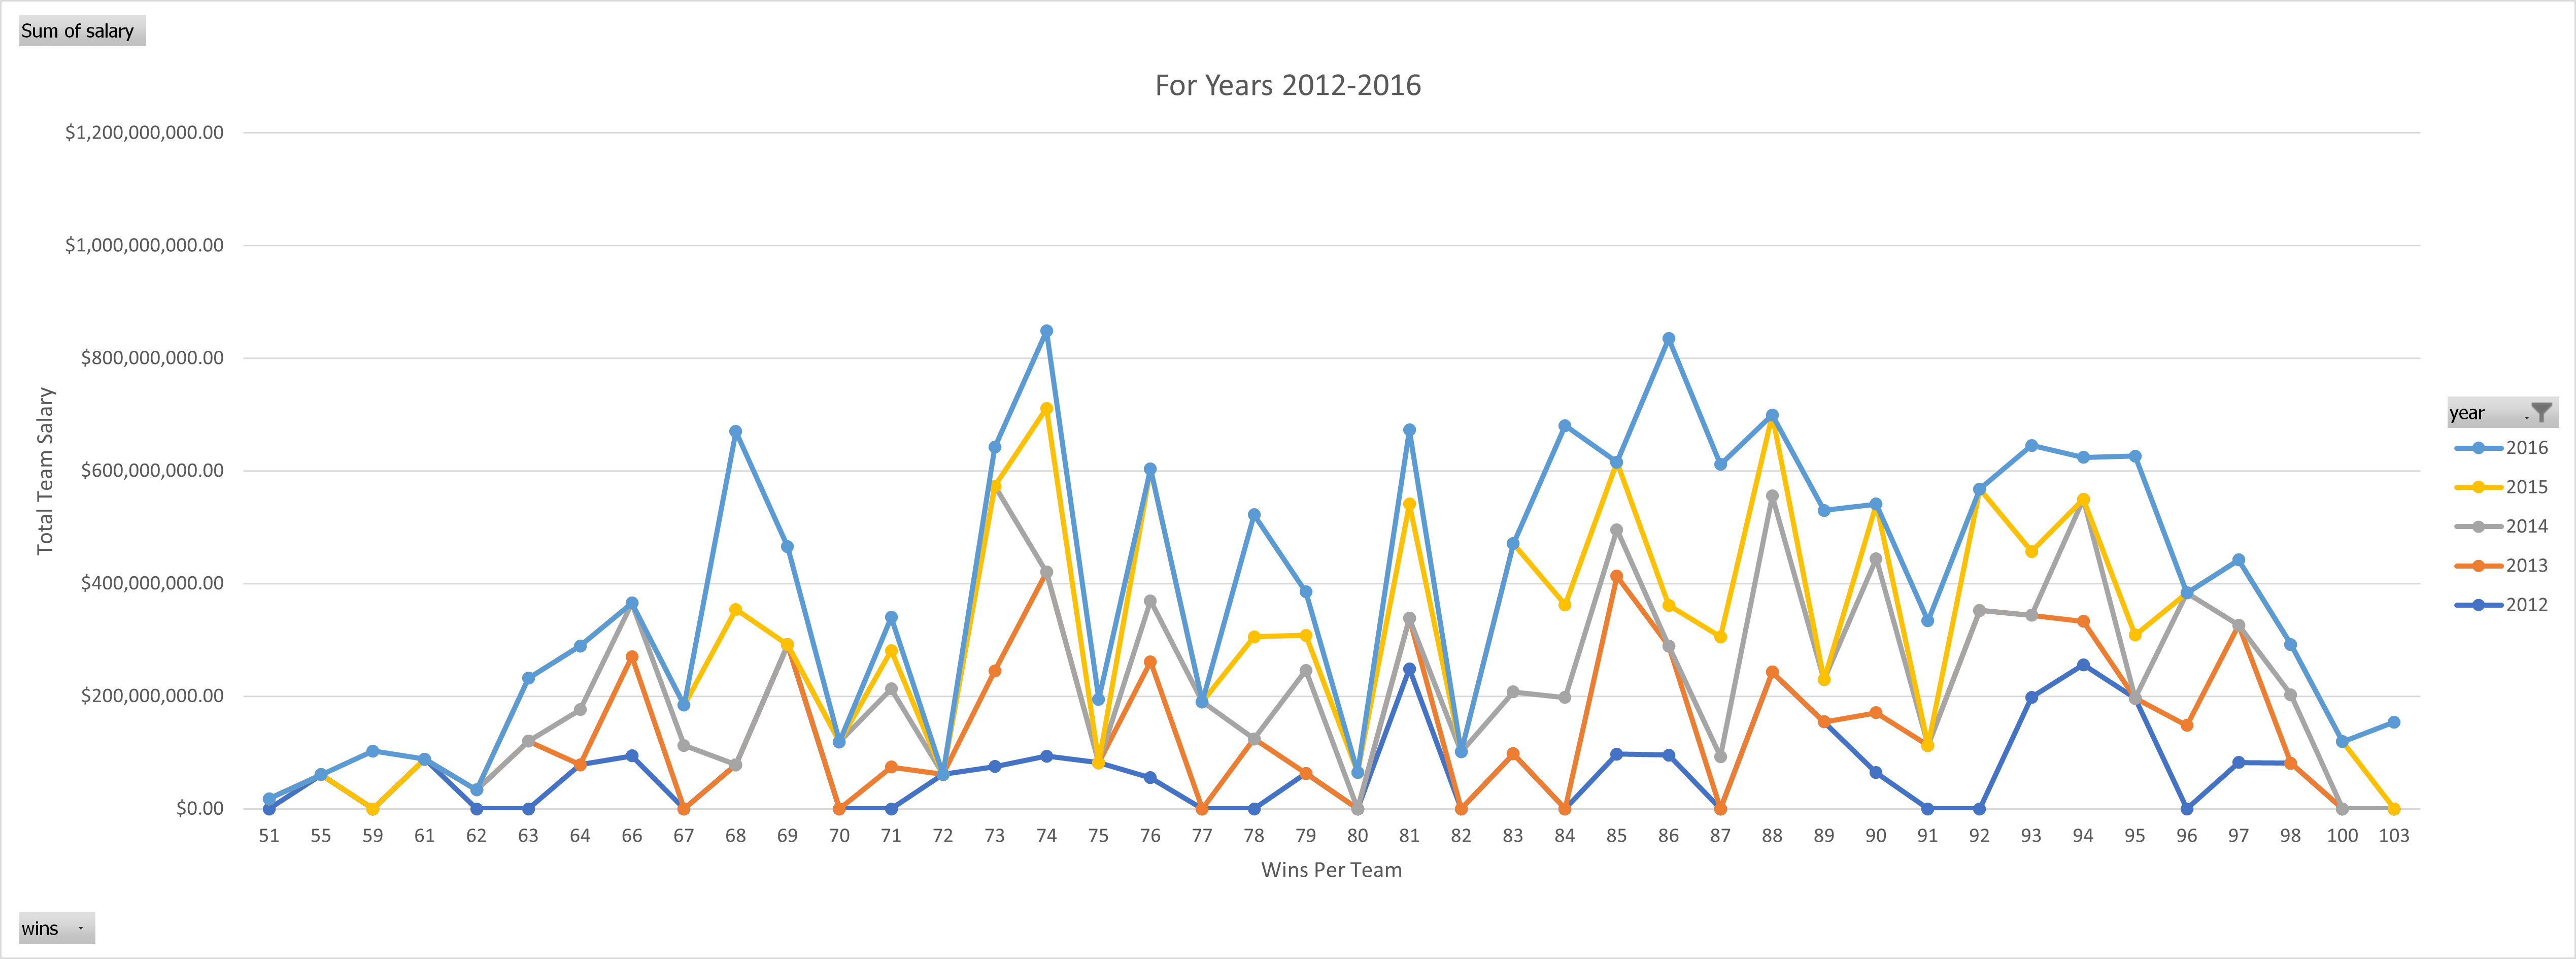 Sum of salary
For Years 2012-2016
$1,200,000,000.00
$1,000,000,000.00
$800,000,000.00
$600,000,000.00
$400,000,000.00
$200,000,000.00
$0.00
Total Team Salary
51 55 59 61 62 63 64 66 67 68 69 70 71 72 73 74 75 76 77 78 79 80 81 82 83 84 85 86 87 88 89 90 91 92 93 94 95 96 97 98 100 103
Wins Per Team
year
2016
2015
2014
2013
2012
wins